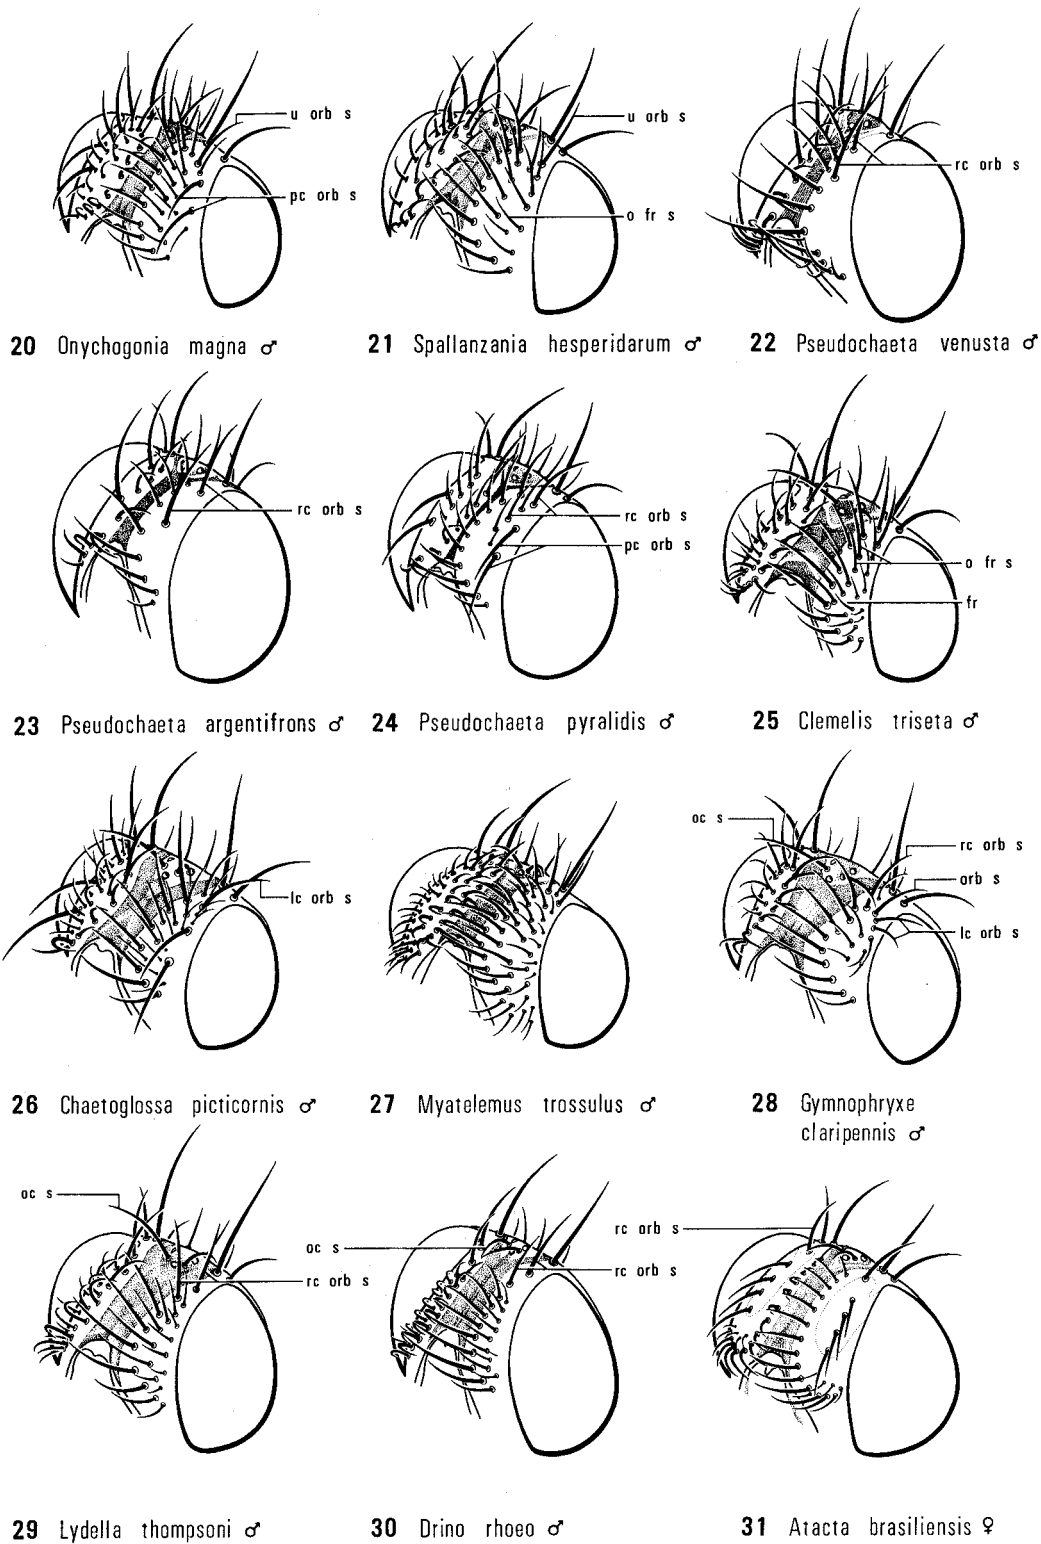 u orb s
pc orb s
u orb s
o fr s
rc orb s
20 Onychogonia magna ♂
21 Spallanzania hesperidarum ♂
22 Pseudochaeta venusta ♂
rc orb s
rc orb s
pc orb s
o fr s
fr
23 Pseudochaeta argentifrons ♂
24 Pseudochaeta pyralidis ♂
25 Clemelis triseta ♂
lc orb s
oc s
rc orb s
orb s
lc orb s
26 Chaetoglossa picticornis ♂
27 Myatelemus trossulus ♂
28 Gymnophryxe
claripennis ♂
oc s
rc orb s
oc s
rc orb s
rc orb s
29 Lydella thompsoni ♂
30 Drino rhoeo ♂
31 Atacta brasiliensis ♀